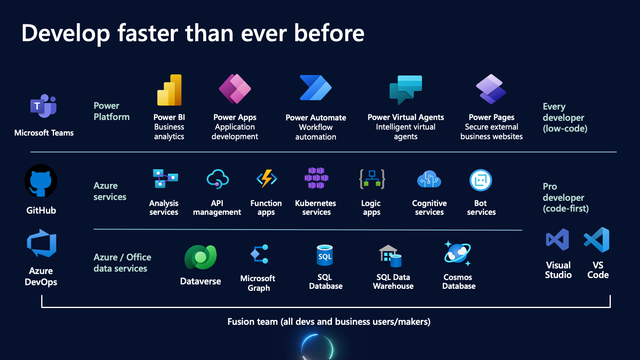 Develop faster than ever before
Microsoft Teams
Power
Platform
Power BI
Business
analytics
Power Apps
Application
development
Power Automate
Workflow
automation
Power Virtual Agents
Intelligent virtual
agents
Power Pages
Secure external
business websites
Every
developer
(low-code)
GitHub
Azure
services
Analysis
services
API
management
Function
apps
Kubernetes
services
Logic
apps
Cognitive
services
Bot
services
Pro
developer
(code-first)
Azure
DevOps
Azure / Office
data services
Dataverse
Microsoft
Graph
SQL
SQL
Database
SQL Data
Warehouse
Cosmos
Database
Visual
Studio
VS
Code
Fusion team (all devs and business users/makers)